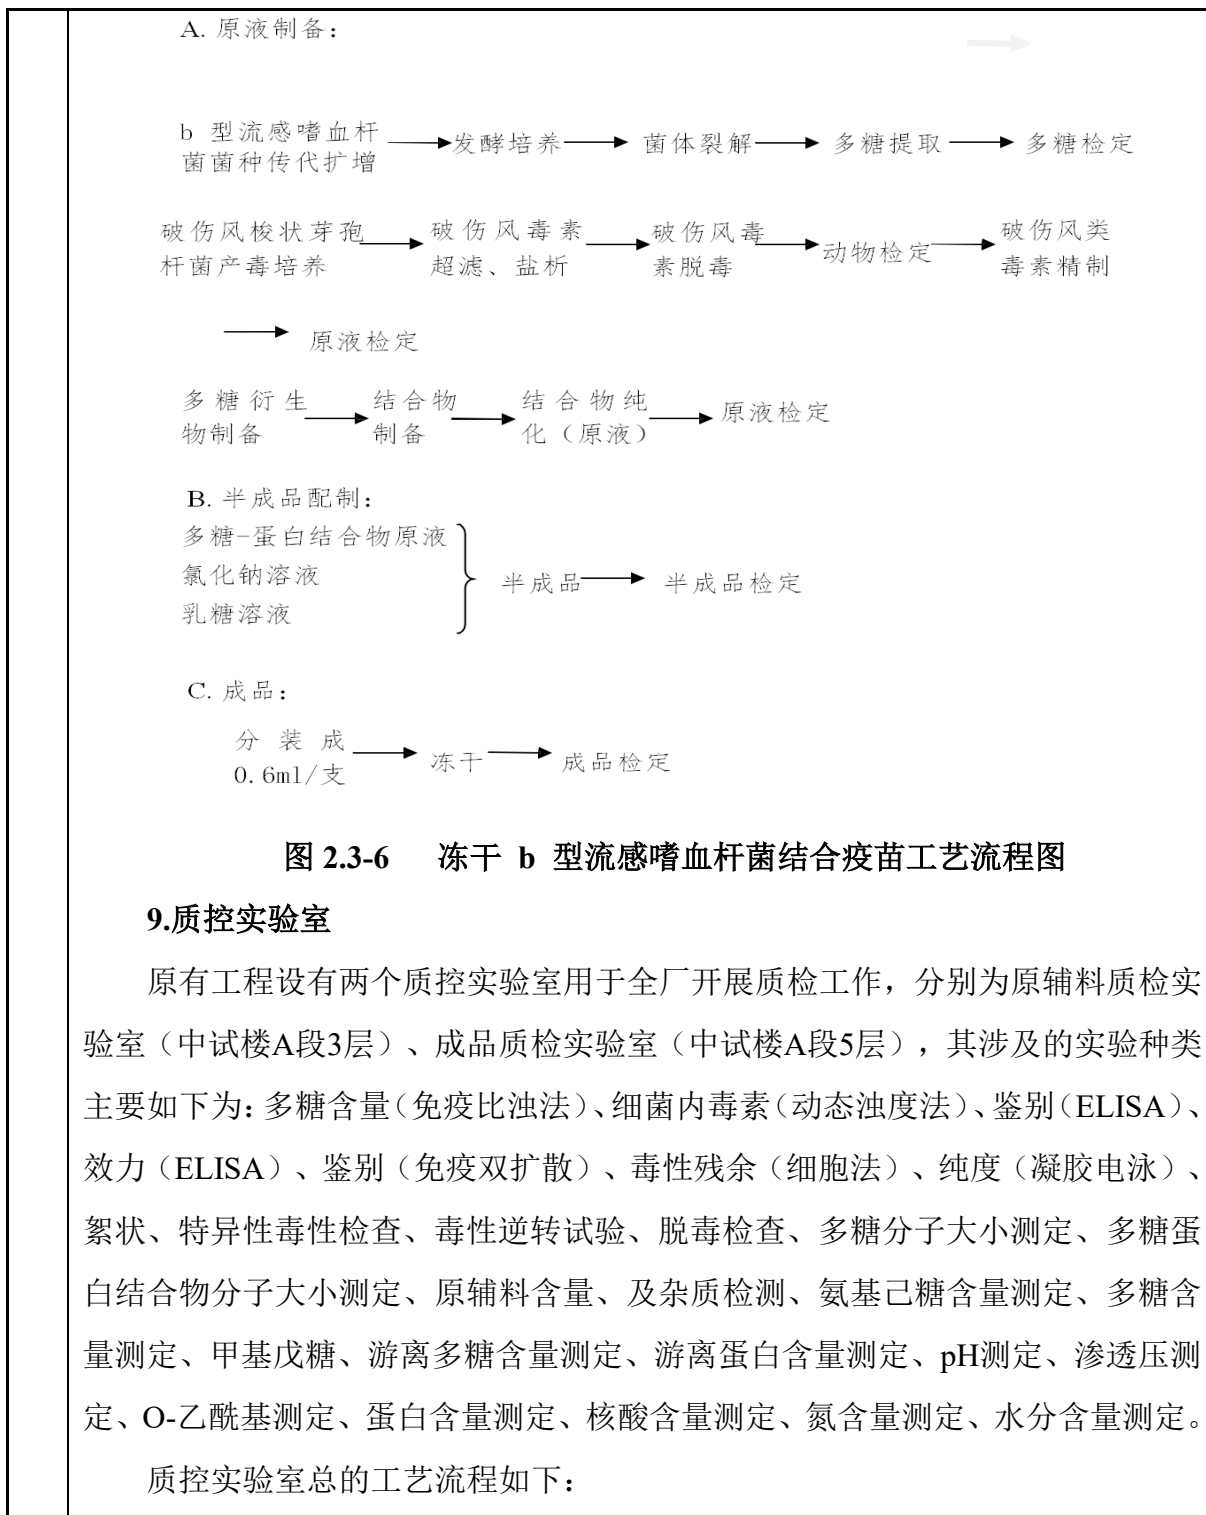 A. 原液制备：
b 型流感嗜血杆 发酵培养 菌体裂解 多糖提取 多糖检定
菌菌种传代扩增
破伤风梭状芽孢 破伤风毒素 破伤风毒 动物检定 破伤风类
杆菌产毒培养 超滤、盐析 素脱毒 毒素精制
原液检定
多糖衍生 结合物 结合物纯 原液检定
物制备 制备 化（原液）
B. 半成品配制：
多糖-蛋白结合物原液
氯化钠溶液 半成品 半成品检定
乳糖溶液
C. 成品：
分装成 冻干 成品检定
0.6ml/支
图 2.3-6 冻干 b 型流感嗜血杆菌结合疫苗工艺流程图
9.质控实验室
原有工程设有两个质控实验室用于全厂开展质检工作，分别为原辅料质检实
验室（中试楼A段3层）、成品质检实验室（中试楼A段5层），其涉及的实验种类
主要如下为：多糖含量（免疫比浊法）、细菌内毒素（动态浊度法）、鉴别（ELISA）、
效力（ELISA）、鉴别（免疫双扩散）、毒性残余（细胞法）、纯度（凝胶电泳）、
絮状、特异性毒性检查、毒性逆转试验、脱毒检查、多糖分子大小测定、多糖蛋
白结合物分子大小测定、原辅料含量、及杂质检测、氨基己糖含量测定、多糖含
量测定、甲基戊糖、游离多糖含量测定、游离蛋白含量测定、pH测定、渗透压测
定、O-乙酰基测定、蛋白含量测定、核酸含量测定、氮含量测定、水分含量测定。
质控实验室总的工艺流程如下：